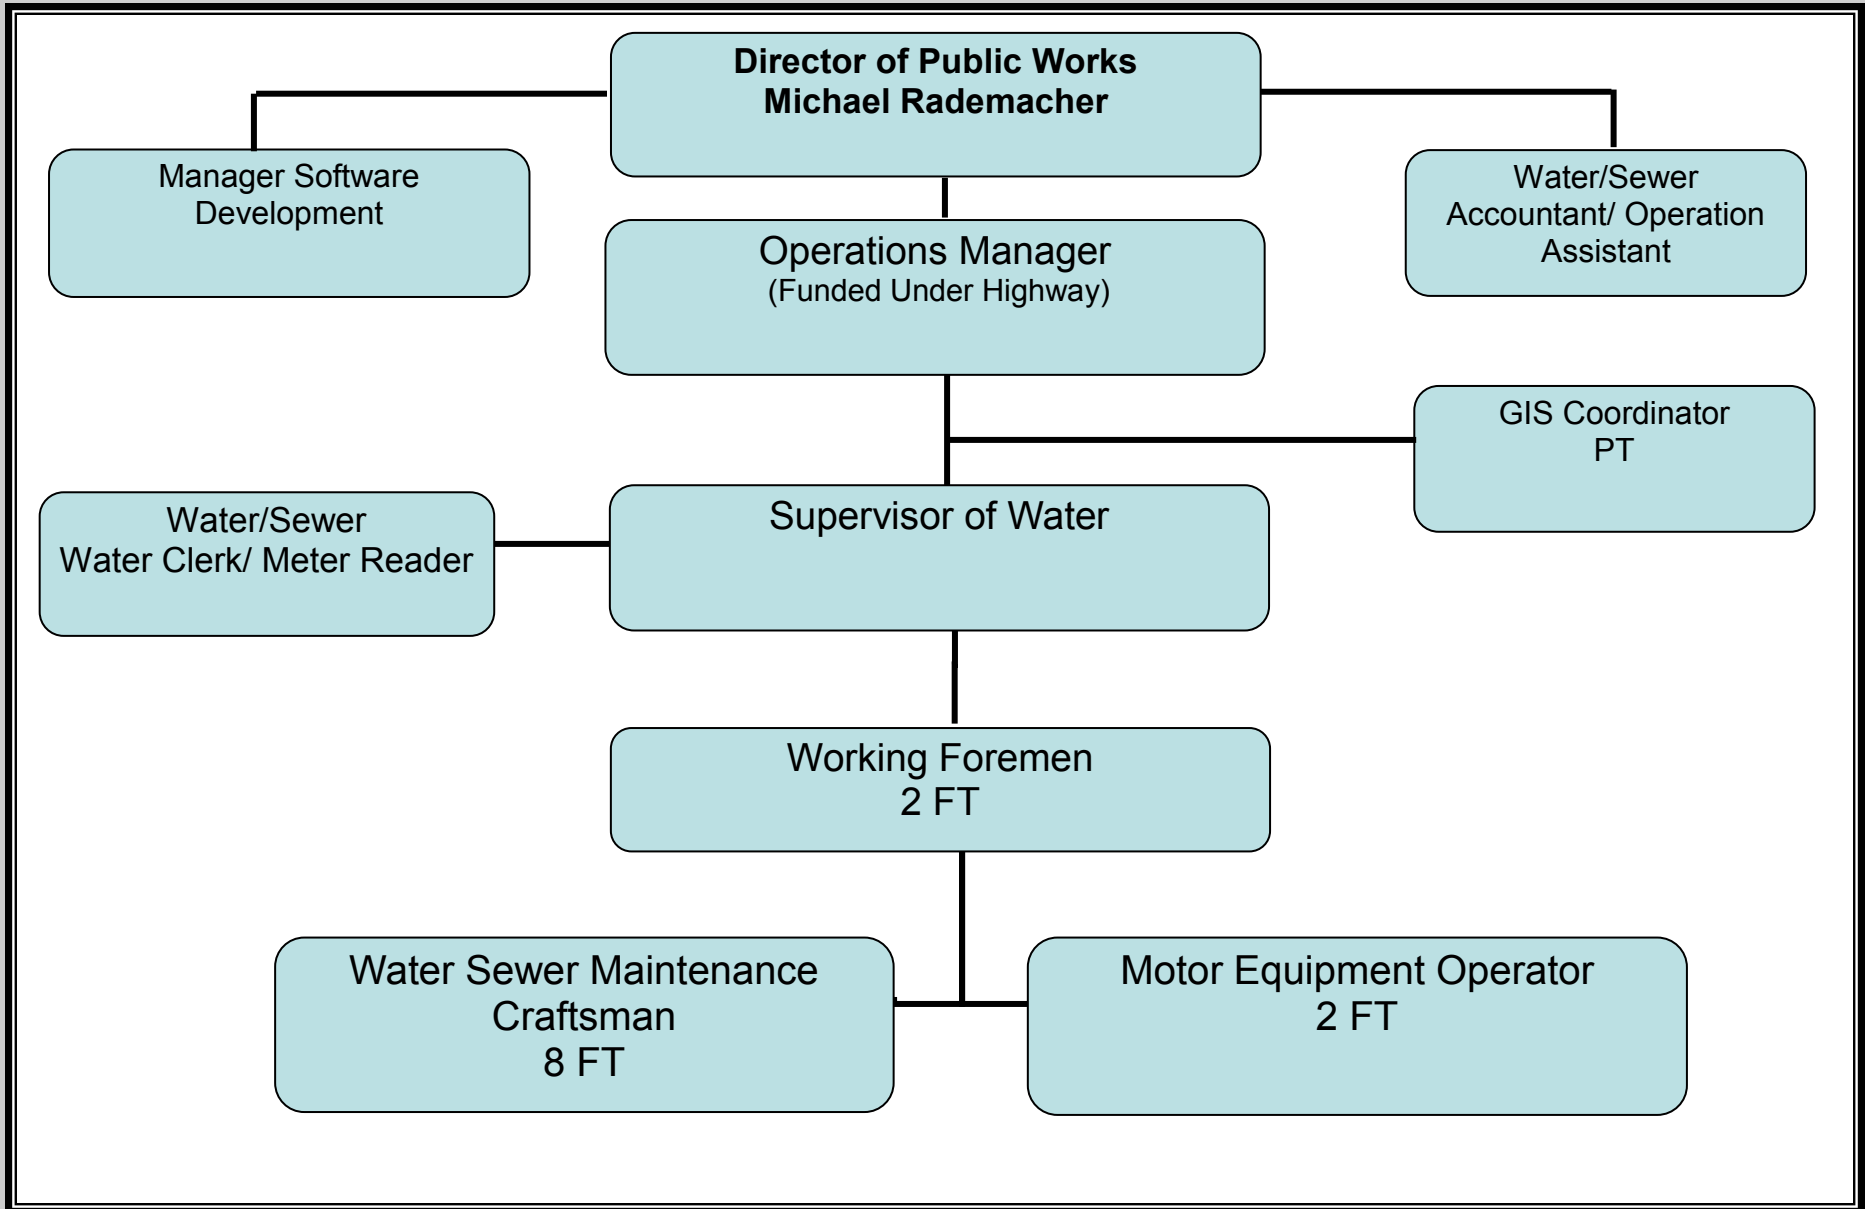 Director of Public Works
Michael Rademacher
Manager Software
Development
Water/Sewer
Accountant/ Operation
Assistant
Operations Manager
(Funded Under Highway)
GIS Coordinator
PT
Water/Sewer
Water Clerk/ Meter Reader
Supervisor of Water
Working Foremen
2 FT
Water Sewer Maintenance
Craftsman
8 FT
Motor Equipment Operator
2 FT